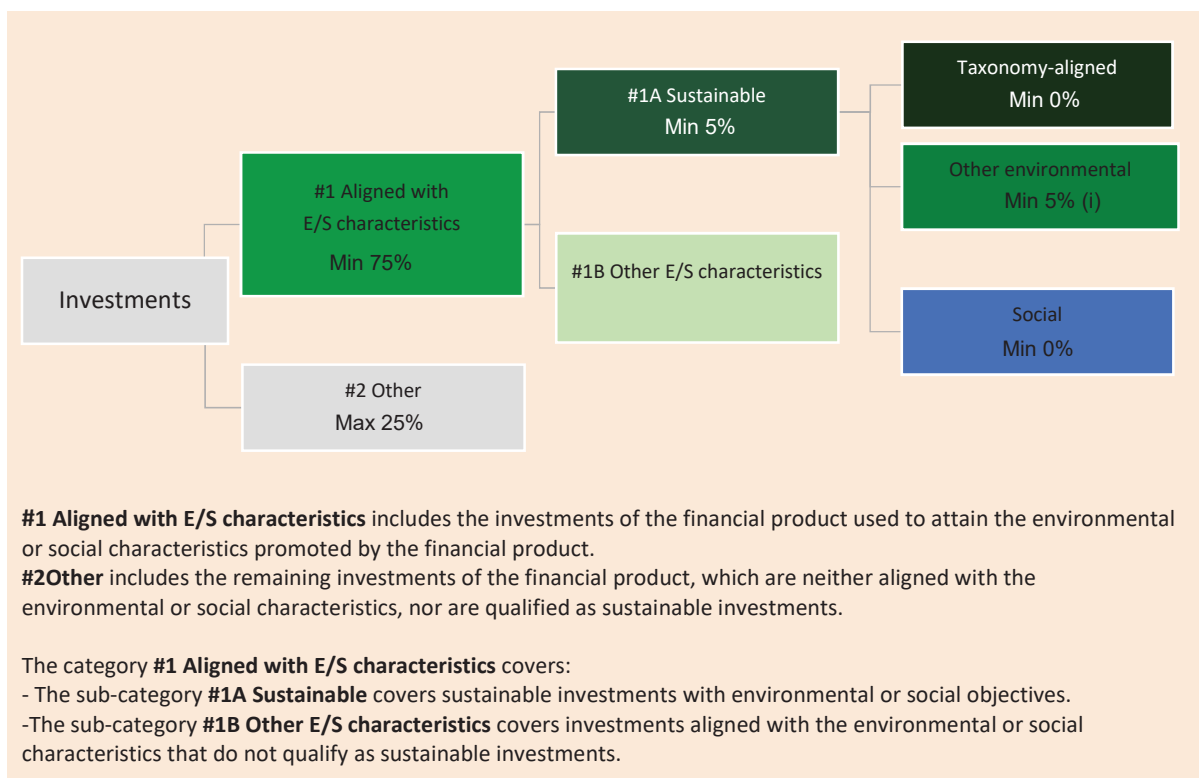 Taxonomy-aligned
Min 0%
#1A Sustainable
Min 5%
Other environmental
Min 5% (i)
#1 Aligned with
E/S characteristics
Min 75%
#1B Other E/S characteristics
Investments
Social
Min 0%
#2 Other
Max 25%
#1 Aligned with E/S characteristics includes the investments of the financial product used to attain the environmental
or social characteristics promoted by the financial product.
#2Other includes the remaining investments of the financial product, which are neither aligned with the
environmental or social characteristics, nor are qualified as sustainable investments.
The category #1 Aligned with E/S characteristics covers:
- The sub-category #1A Sustainable covers sustainable investments with environmental or social objectives.
-The sub-category #1B Other E/S characteristics covers investments aligned with the environmental or social
characteristics that do not qualify as sustainable investments.